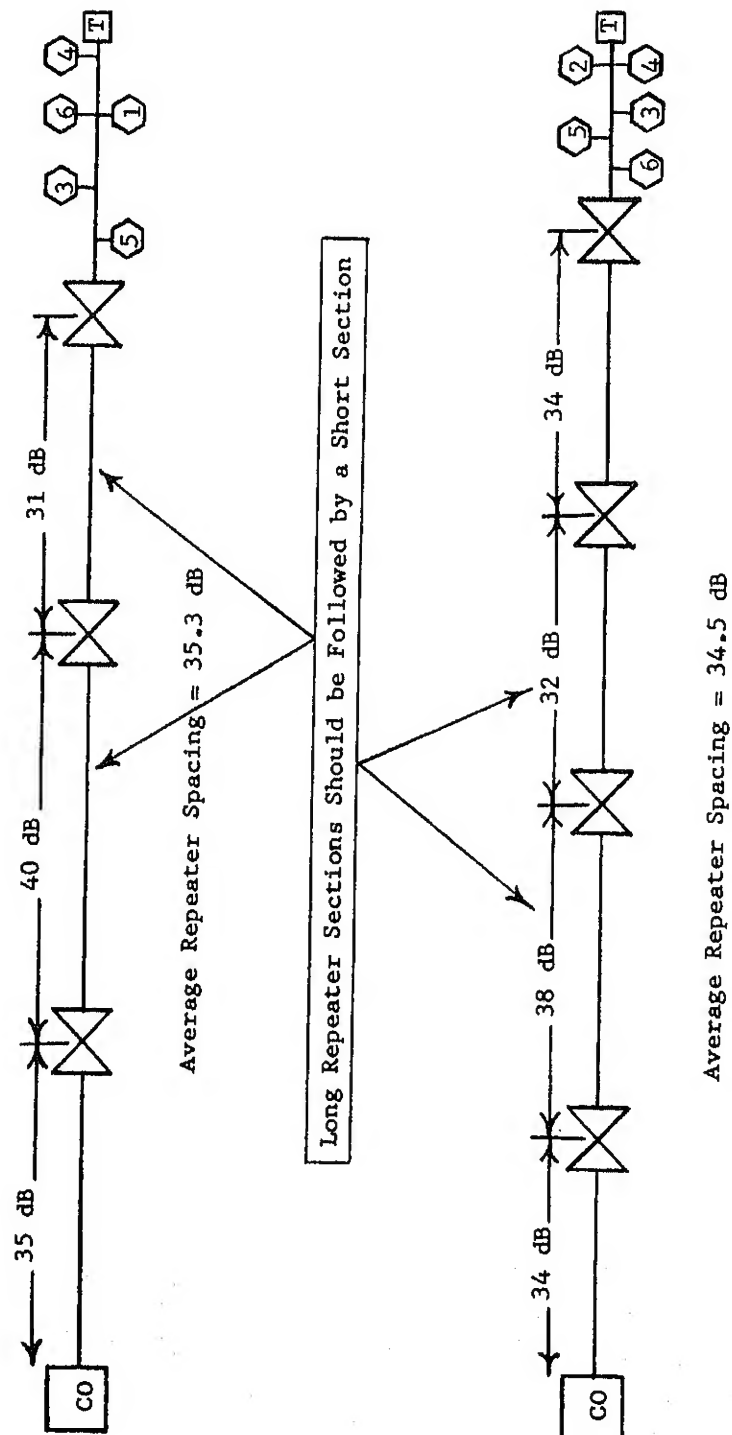 CO
35 dB
40 dB
31 dB
5
3
6
1
4
T
Average Repeater Spacing = 35.3 dB
Long Repeater Sections Should be Followed by a Short Section
CO
34 dB
38 dB
32 dB
34 dB
6
5
3
2
4
T
Average Repeater Spacing = 34.5 dB